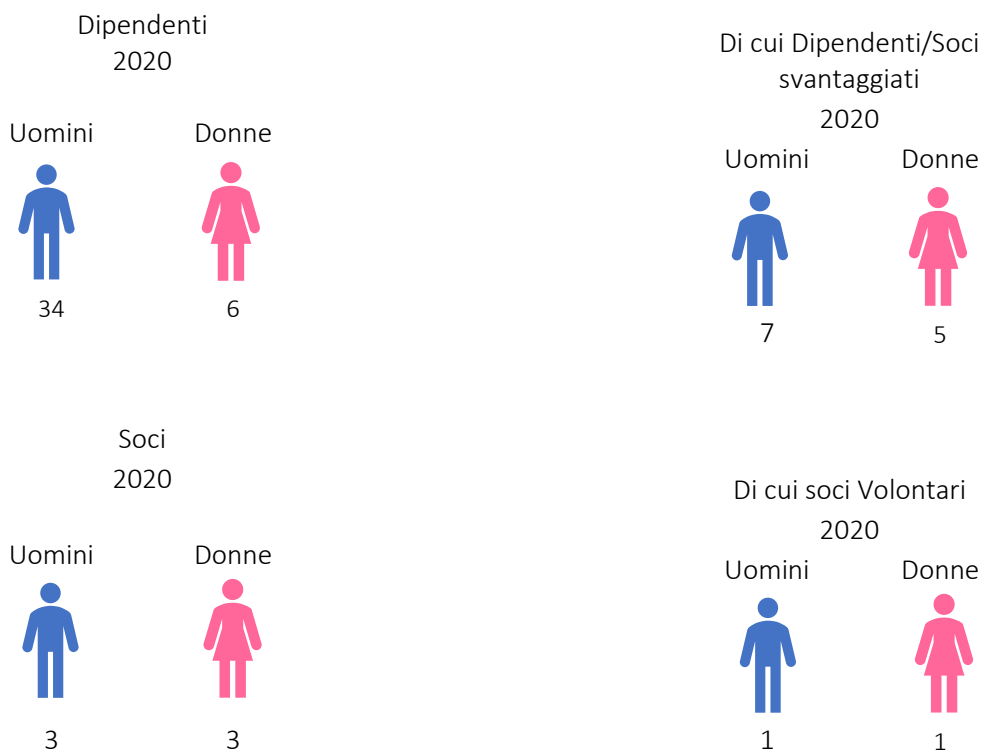 Dipendenti
2020
Uomini Donne
34 6
Di cui Dipendenti/Soci
svantaggiati
2020
Uomini Donne
7 5
Soci
2020
Uomini Donne
3 3
Di cui soci Volontari
2020
Uomini Donne
1 1